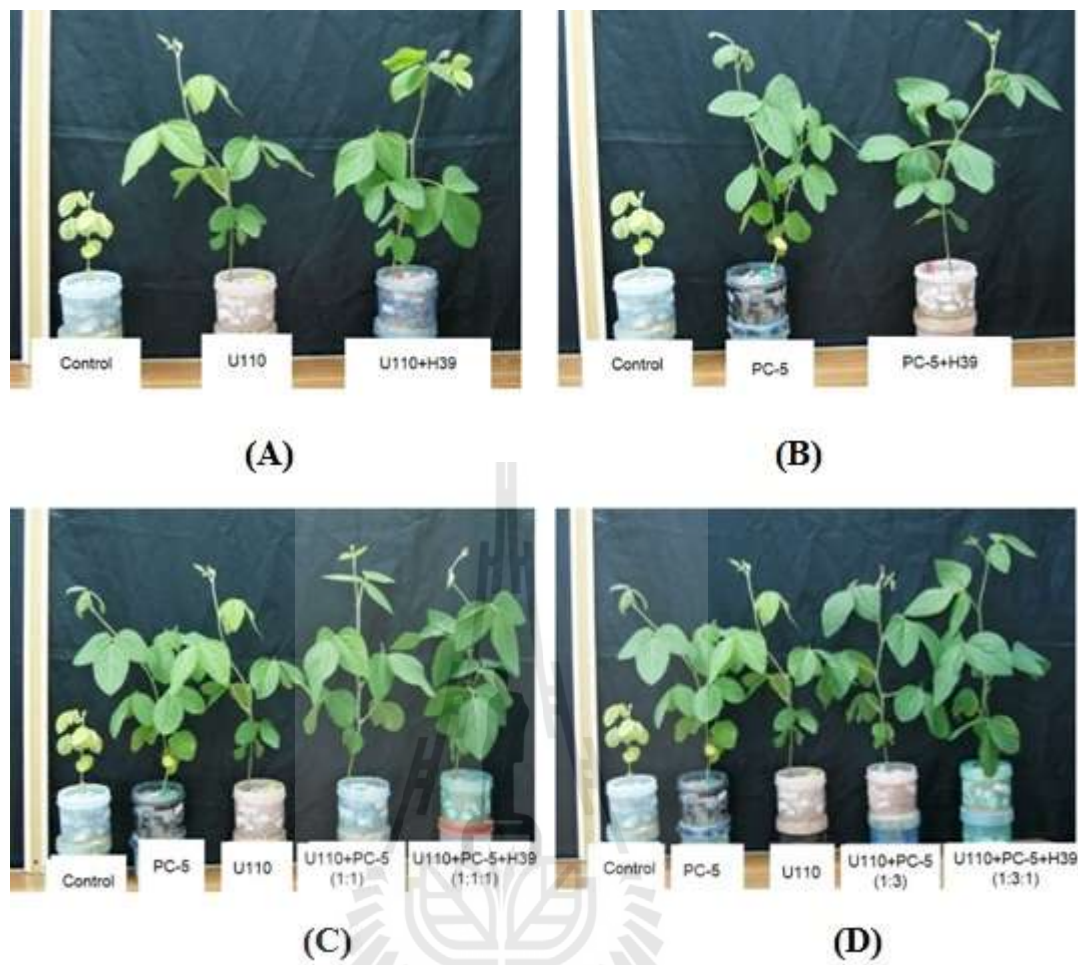 Control
U110
U110+H39
Control
PC-5
PC-5+H39
(A)
(B)
Control
PC-5
U110
U110+PC-5
(1:1)
U110+PC-5+H39
(1:1:1)
Control
PC-5
U110
U110+PC-5
(1:3)
U110+PC-5+H39
(1:3:1)
(C)
(D)